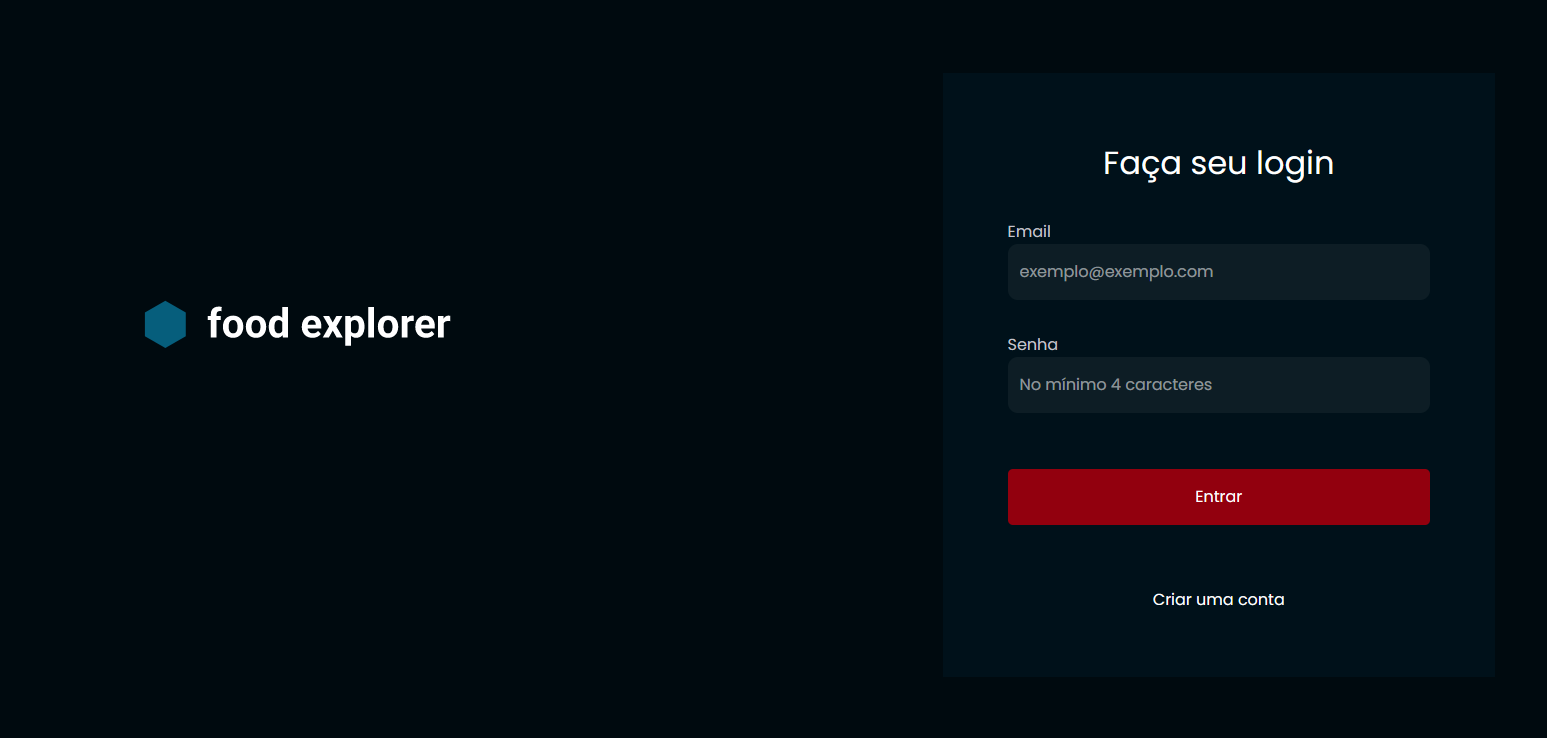 food explorer
Faça seu login
Email
exemplo@exemplo.com
Senha
No mínimo 4 caracteres
Entrar
Criar uma conta